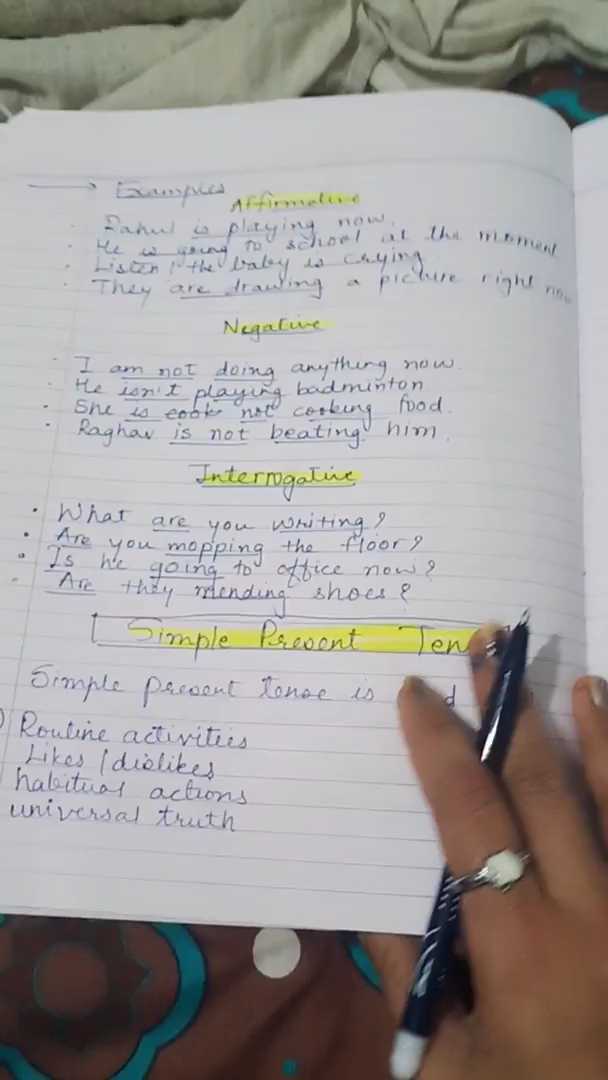 → Examples
Affirmative
· Rahul is playing now.
· He is going to school at the moment
· Listen! the baby is crying.
· They are drawing a picture right now
Negative
· I am not doing anything now.
· He isn't playing badminton
· She is cook not cooking food.
· Raghav is not beating him.
Interrogative
· What are you writing?
· Are you mopping the floor?
· Is he going to office now?
· Are they mending shoes?
Simple Present Ten
Simple present tense is
) Routine activities
Likes / dislikes
habitual actions
universal truth